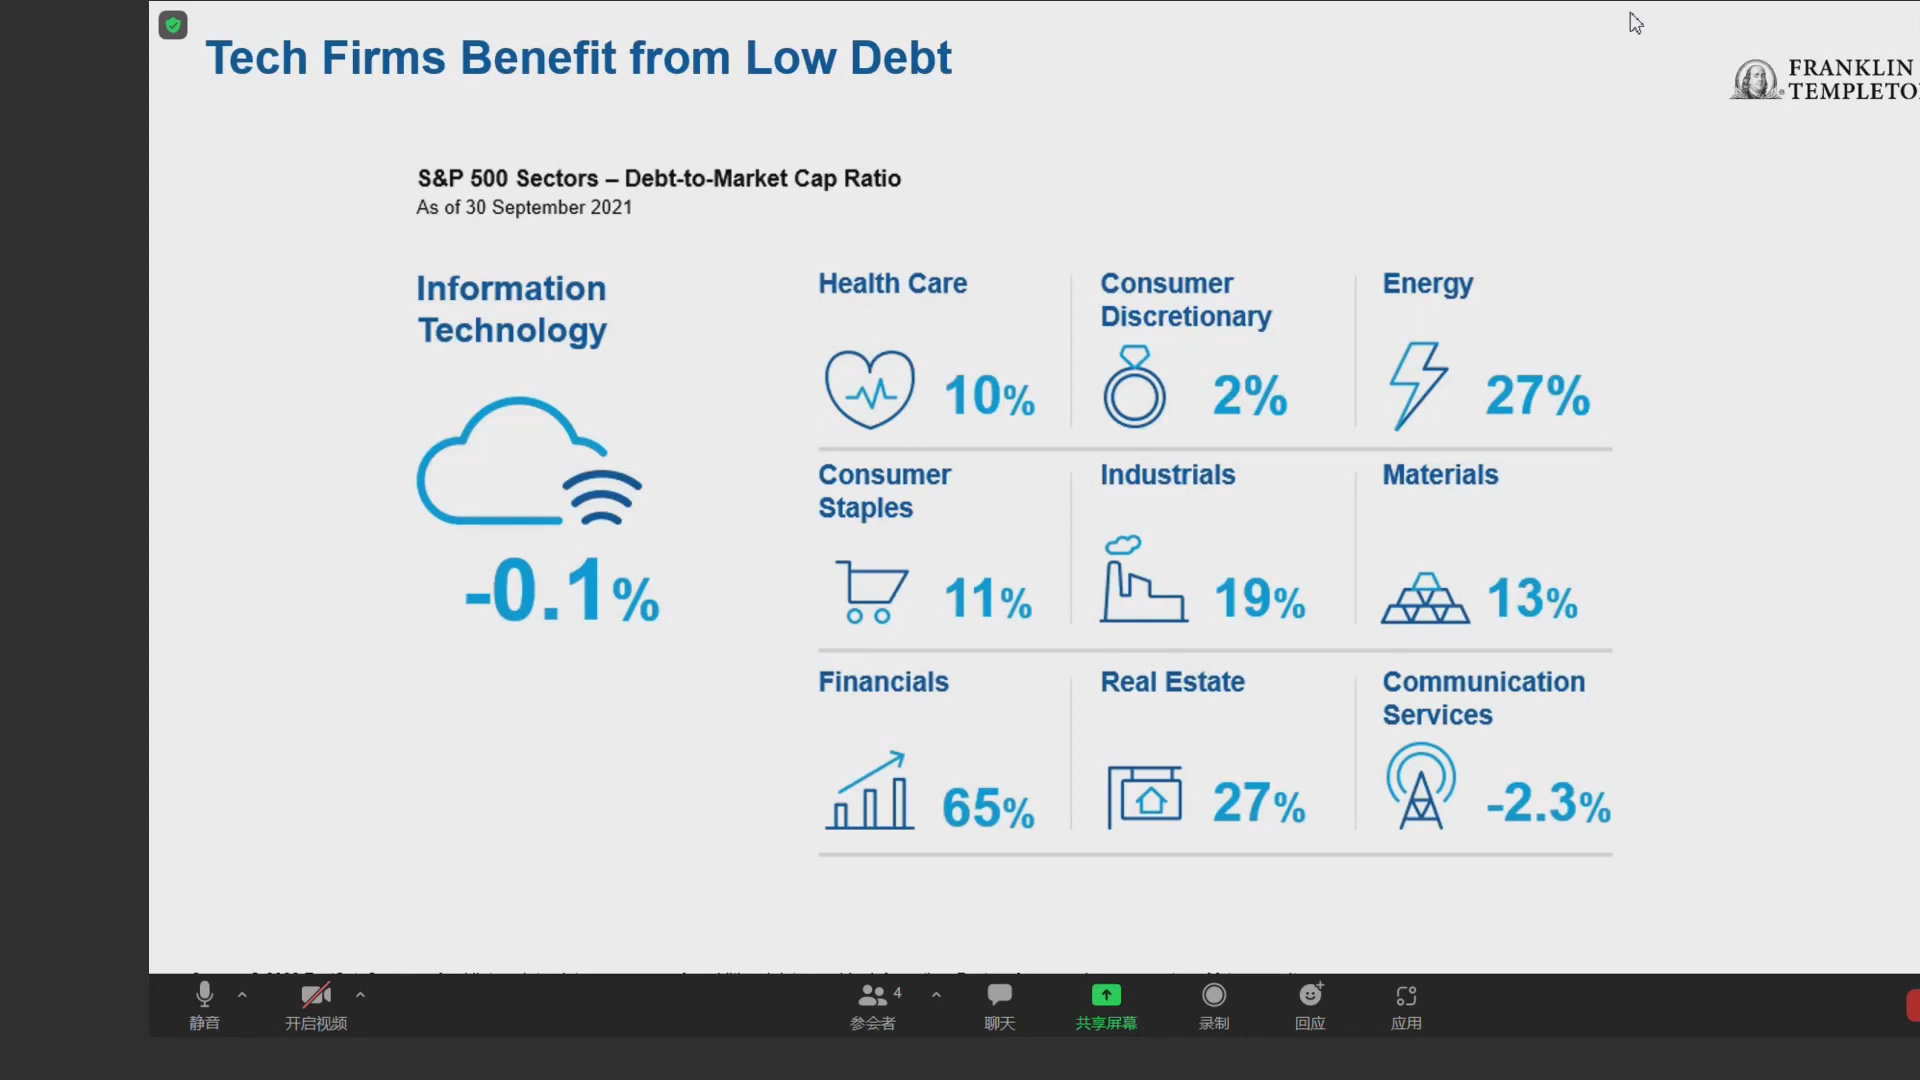 Tech Firms Benefit from Low Debt
FRANKLIN
S&P 500 Sectors – Debt-to-Market Cap Ratio
As of 30 September 2021
Information
Technology
-0.1%
Health Care
10%
Consumer
Discretionary
2%
Energy
27%
Consumer
Staples
11%
Industrials
19%
Materials
13%
Financials
65%
Real Estate
27%
Communication
Services
-2.3%
静音
开启视频
4
参会者
聊天
共享屏幕
录制
回应
应用